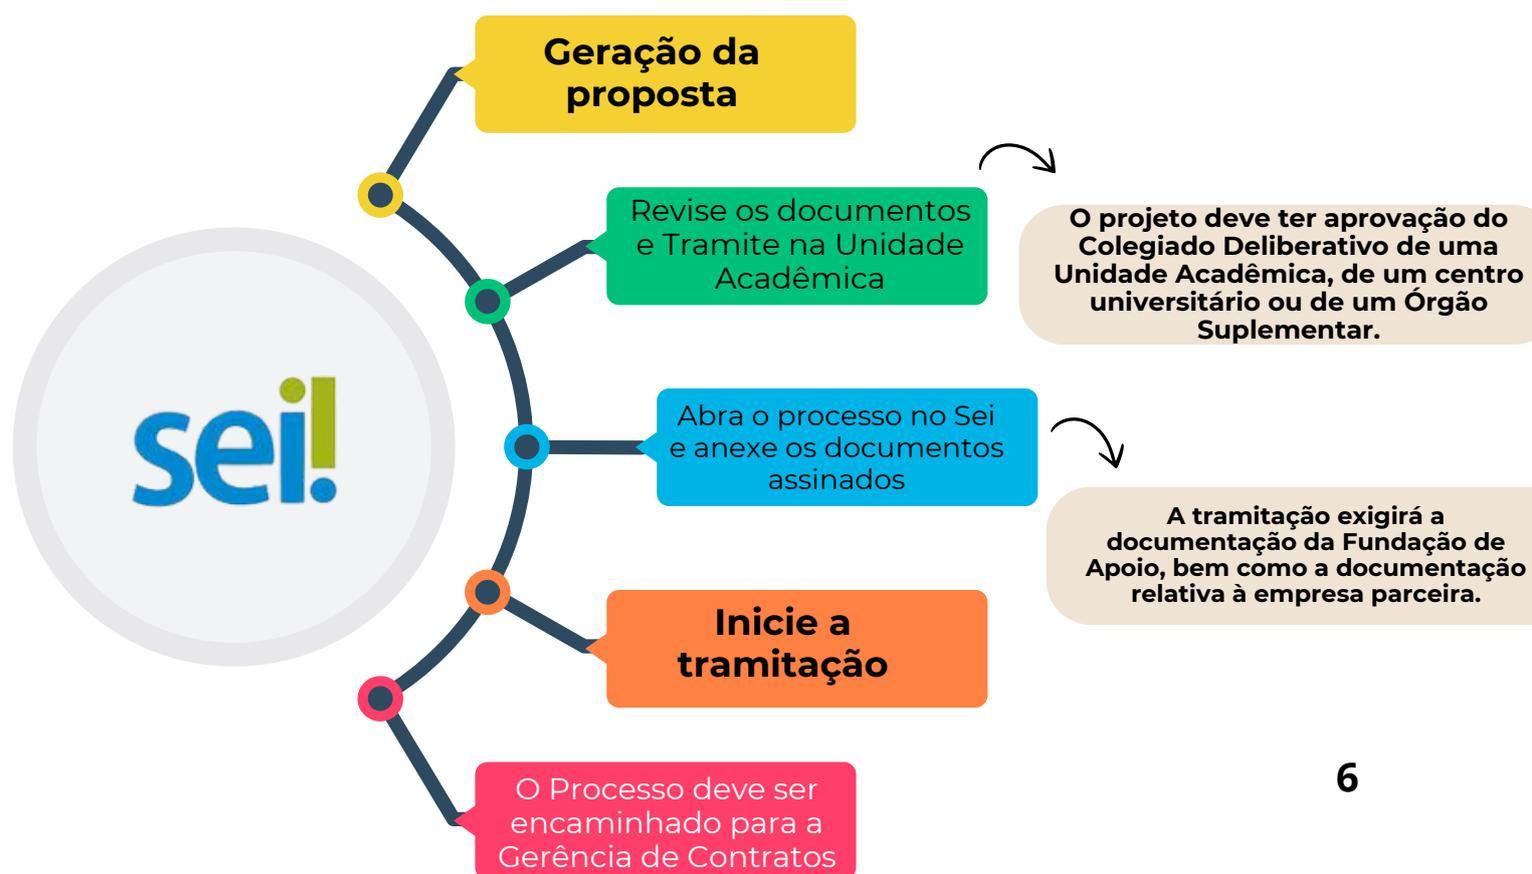 Geração da
proposta
Revise os documentos
e Tramite na Unidade
Acadêmica
O projeto deve ter aprovação do
Colegiado Deliberativo de uma
Unidade Acadêmica, de um centro
universitário ou de um Órgão
Suplementar.
sei!
Abra o processo no Sei
e anexe os documentos
assinados
A tramitação exigirá a
documentação da Fundação de
Apoio, bem como a documentação
relativa à empresa parceira.
Inicie a
tramitação
O Processo deve ser
encaminhado para a
Gerência de Contratos
6